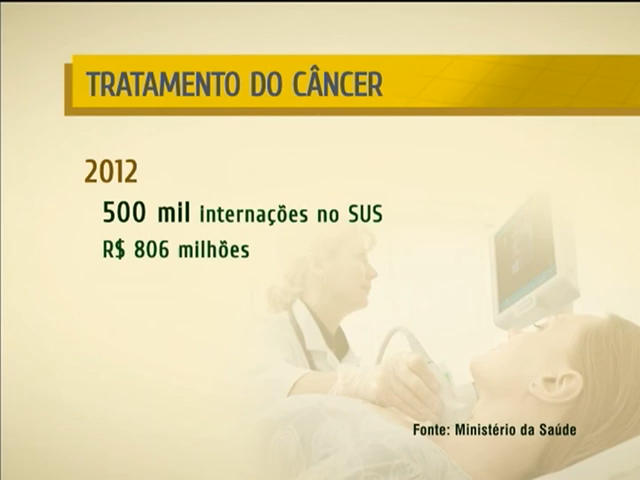 TRATAMENTO DO CÂNCER
2012
500 mil internações no SUS
R$ 806 milhões
Fonte: Ministério da Saúde